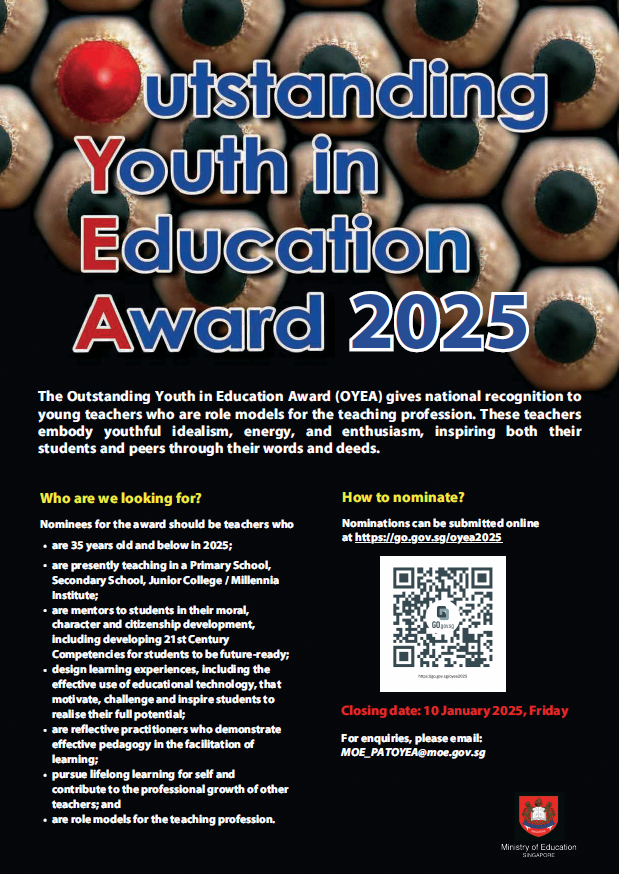 Outstanding
Youth in
Education
Award 2025
The Outstanding Youth in Education Award (OYEA) gives national recognition to
young teachers who are role models for the teaching profession. These teachers
embody youthful idealism, energy, and enthusiasm, inspiring both their
students and peers through their words and deeds.
Who are we looking for?
Nominees for the award should be teachers who
• are 35 years old and below in 2025;
• are presently teaching in a Primary School,
Secondary School, Junior College / Millennia
Institute;
• are mentors to students in their moral,
character and citizenship development,
including developing 21st Century
Competencies for students to be future-ready;
• design learning experiences, including the
effective use of educational technology, that
motivate, challenge and inspire students to
realise their full potential;
• are reflective practitioners who demonstrate
effective pedagogy in the facilitation of
learning;
• pursue lifelong learning for self and
contribute to the professional growth of other
teachers; and
• are role models for the teaching profession.
How to nominate?
Nominations can be submitted online
at https://go.gov.sg/oyea2025
GO.gov.sg
https://go.gov.sg/oyea2025
Closing date: 10 January 2025, Friday
For enquiries, please email:
MOE_PATOYEA@moe.gov.sg
Ministry of Education
SINGAPORE